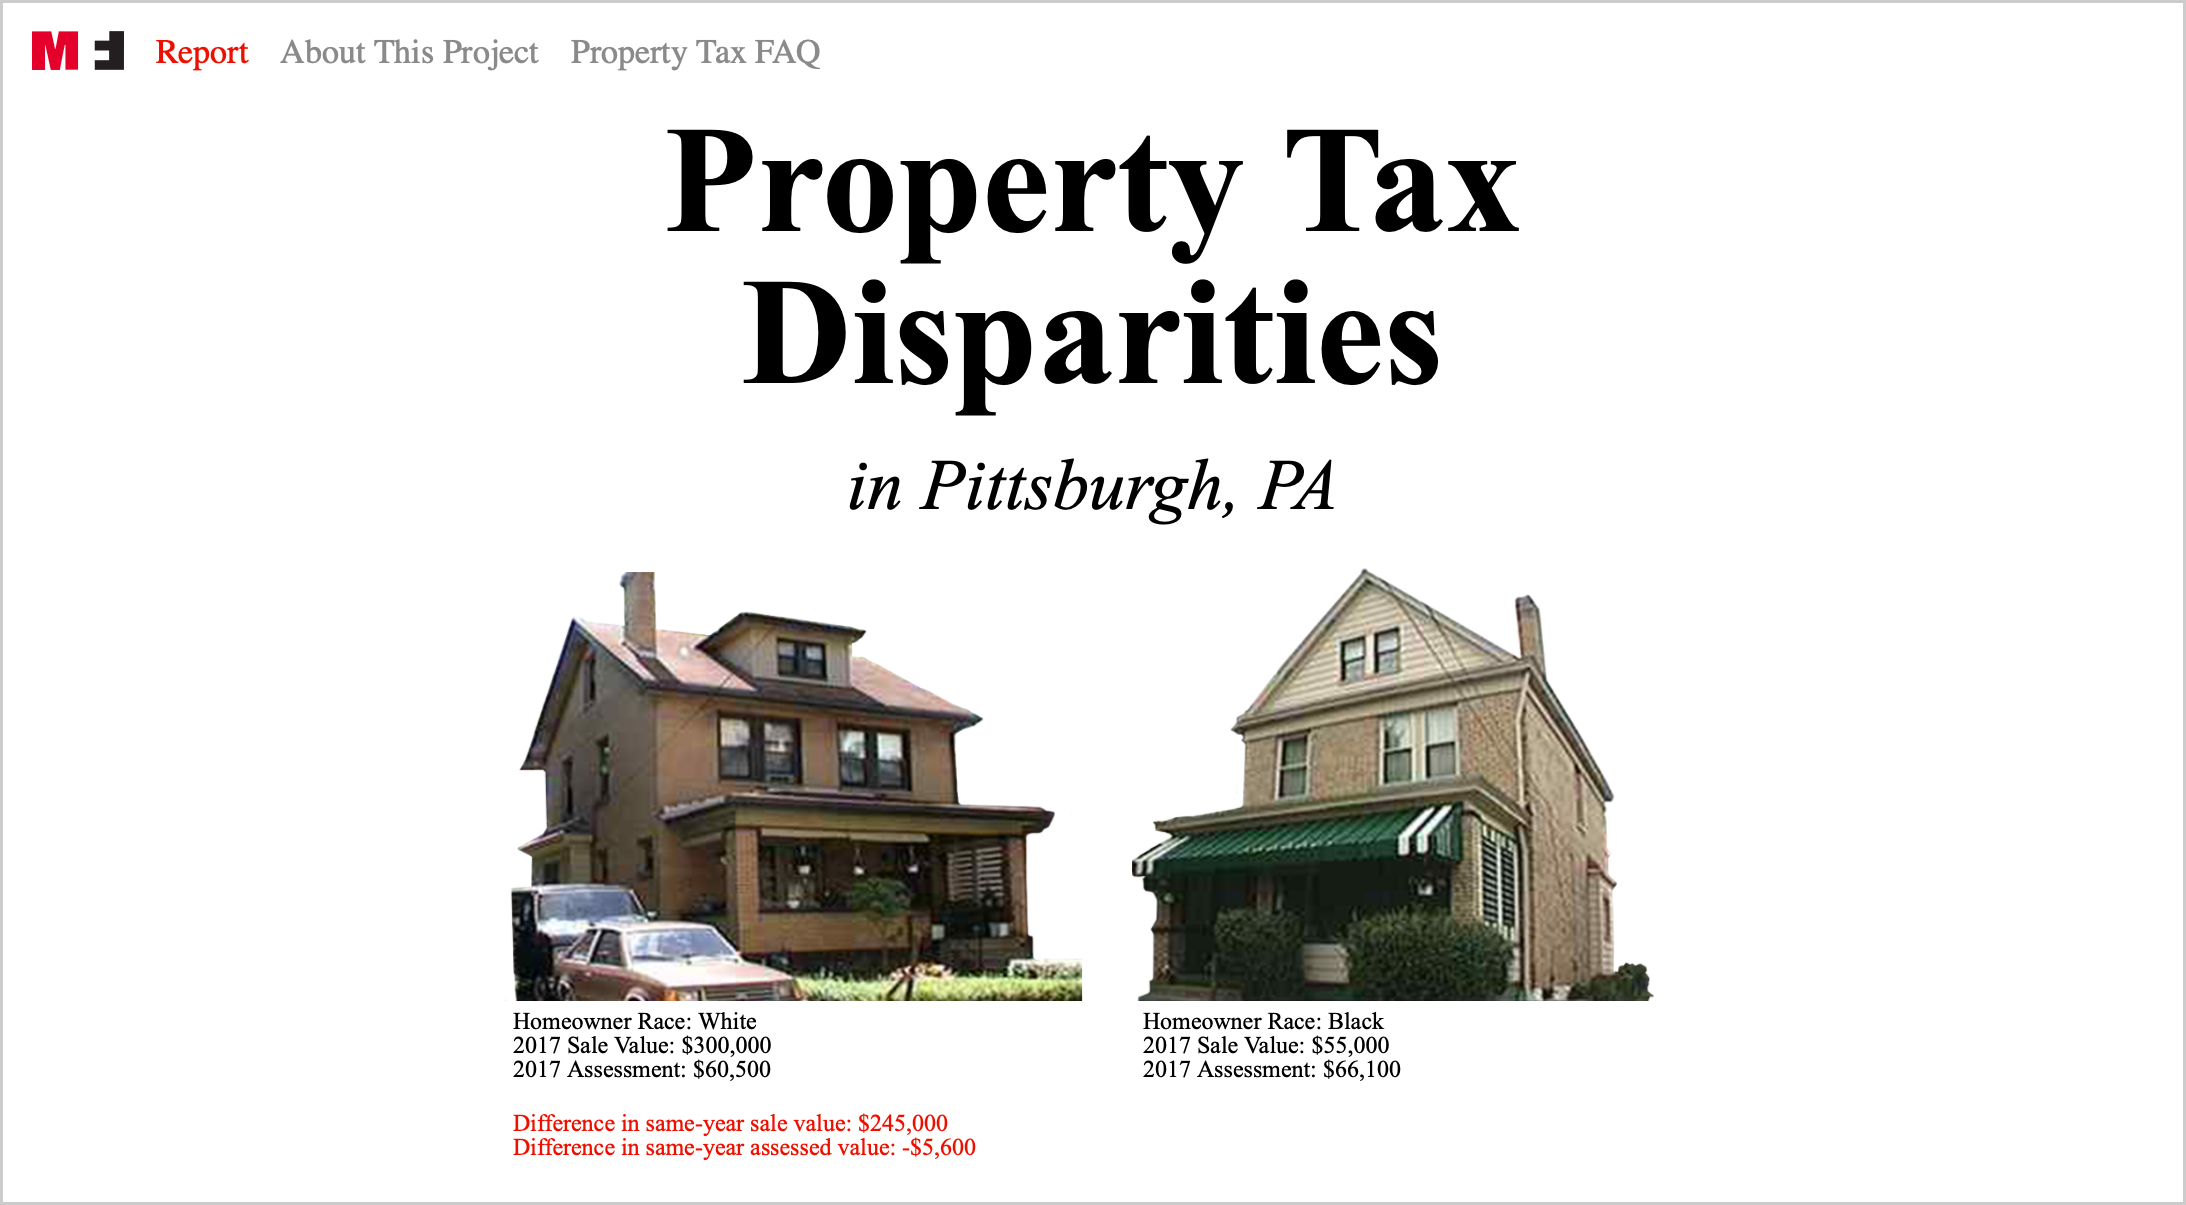 M E
Report About This Project Property Tax FAQ
Property Tax
Disparities
in Pittsburgh, PA
Homeowner Race: White
2017 Sale Value: $300,000
2017 Assessment: $60,500
Homeowner Race: Black
2017 Sale Value: $55,000
2017 Assessment: $66,100
Difference in same-year sale value: $245,000
Difference in same-year assessed value: -$5,600